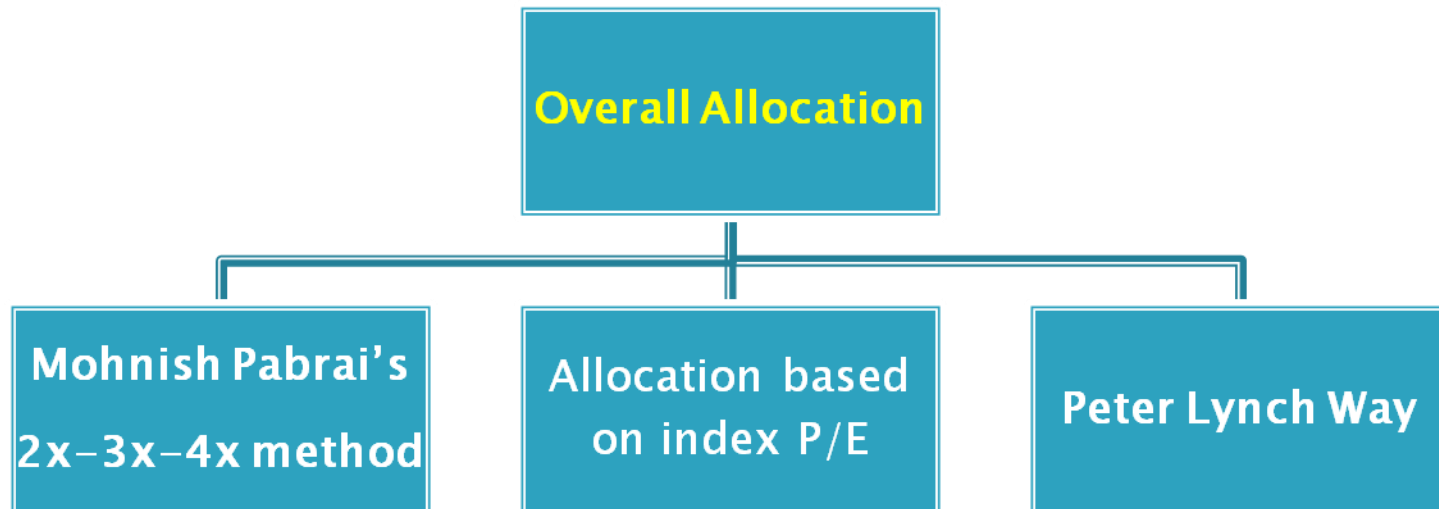 Overall Allocation
Mohnish Pabrai’s
2x–3x–4x method
Allocation based
on index P/E
Peter Lynch Way